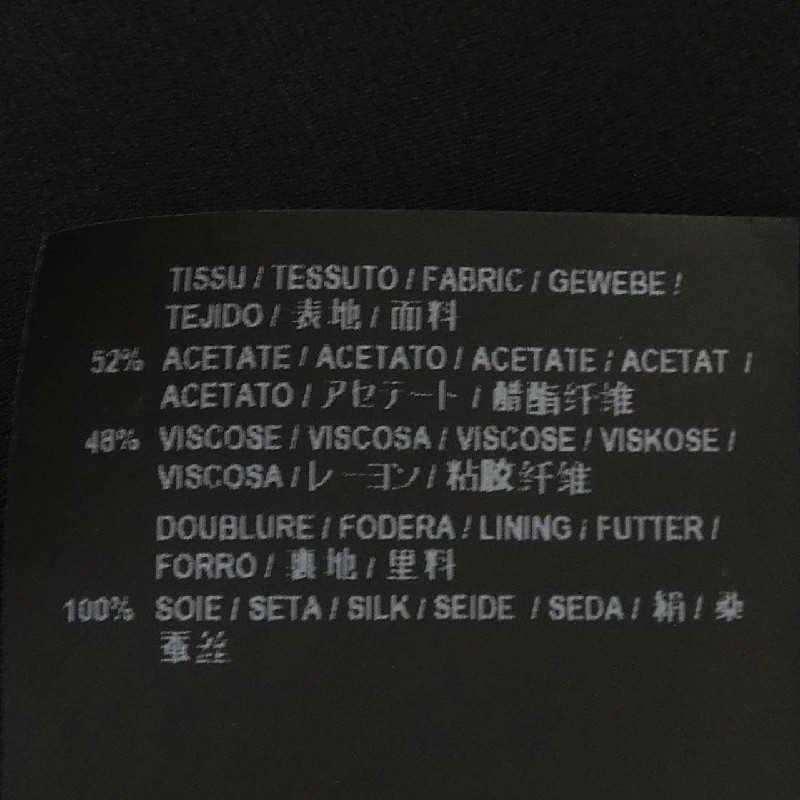 TISSU / TESSUTO / FABRIC / GEWEBE /
TEJIDO / 表地 / 面料
52% ACETATE / ACETATO / ACETATE / ACETAT /
ACETATO / アセテート / 醋酯纤维
48% VISCOSE / VISCOSA / VISCOSE / VISKOSE /
VISCOSA / レーヨン / 粘胶纤维
DOUBLURE / FODERA / LINING / FUTTER /
FORRO / 裏地 / 里料
100% SOIE / SETA / SILK / SEIDE / SEDA / 絹 / 桑
蚕丝